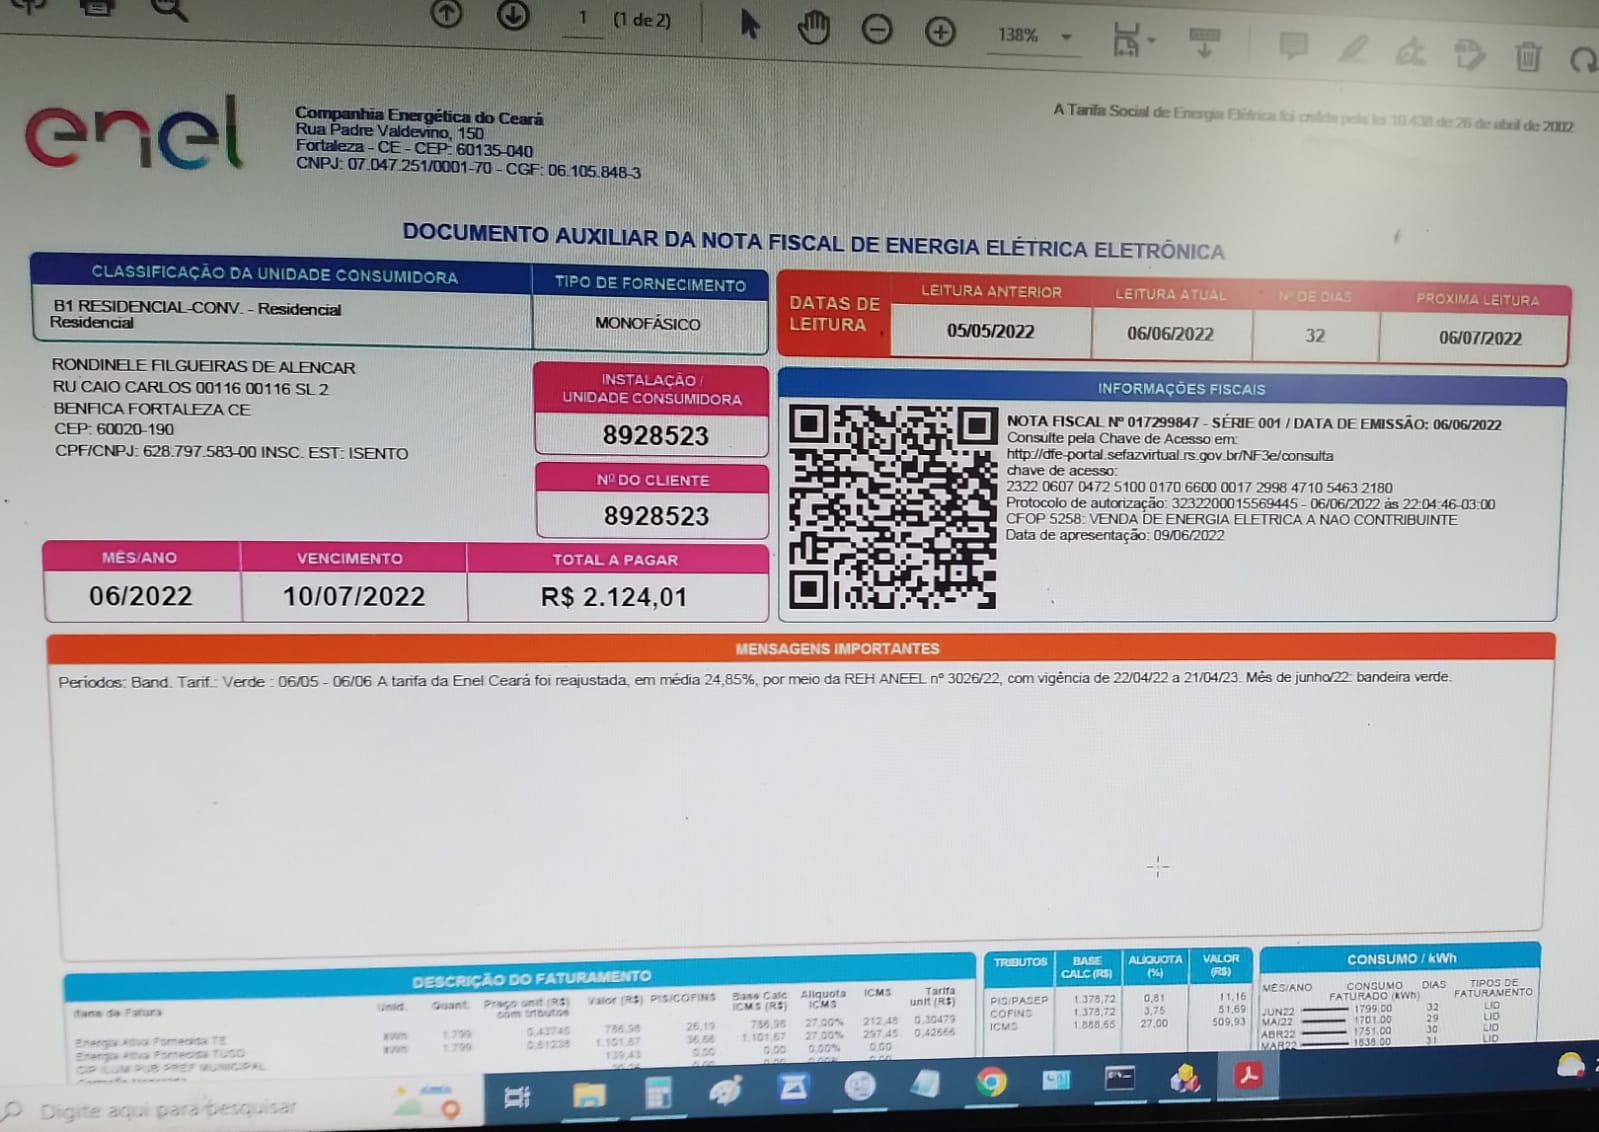 1 (1 de 2) 138%
enel
Companhia Energética do Ceará
Rua Padre Valdevino, 150
Fortaleza - CE - CEP: 60135-040
CNPJ: 07.047.251/0001-70 - CGF: 06.105.848-3
A Tarifa Social de Energia Elétrica foi criada pela lei 10.438 de 26 de abril de 2002
DOCUMENTO AUXILIAR DA NOTA FISCAL DE ENERGIA ELÉTRICA ELETRÔNICA
CLASSIFICAÇÃO DA UNIDADE CONSUMIDORA
B1 RESIDENCIAL-CONV. - Residencial
Residencial
TIPO DE FORNECIMENTO
MONOFÁSICO
DATAS DE LEITURA
LEITURA ANTERIOR LEITURA ATUAL Nº DE DIAS PROXIMA LEITURA
05/05/2022 06/06/2022 32 06/07/2022
RONDINELE FILGUEIRAS DE ALENCAR
RU CAIO CARLOS 00116 00116 SL 2
BENFICA FORTALEZA CE
CEP: 60020-190
CPF/CNPJ: 628.797.583-00 INSC. EST: ISENTO
INSTALAÇÃO /
UNIDADE CONSUMIDORA
8928523
Nº DO CLIENTE
8928523
INFORMAÇÕES FISCAIS
NOTA FISCAL Nº 017299847 - SÉRIE 001 / DATA DE EMISSÃO: 06/06/2022
Consulte pela Chave de Acesso em:
http://dfe-portal.sefazvirtual.rs.gov.br/NF3e/consulta
chave de acesso:
2322 0607 0472 5100 0170 6600 0017 2998 4710 5463 2180
Protocolo de autorização: 3232200015569445 - 06/06/2022 às 22:04:46-03:00
CFOP 5258: VENDA DE ENERGIA ELETRICA A NAO CONTRIBUINTE
Data de apresentação: 09/06/2022
MÊS/ANO VENCIMENTO TOTAL A PAGAR
06/2022 10/07/2022 R$ 2.124,01
MENSAGENS IMPORTANTES
Períodos: Band. Tarif.: Verde : 06/05 - 06/06 A tarifa da Enel Ceará foi reajustada, em média 24,85%, por meio da REH ANEEL nº 3026/22, com vigência de 22/04/22 a 21/04/23. Mês de junho/22: bandeira verde.
DESCRIÇÃO DO FATURAMENTO
Itens da Fatura Unid. Quant. Preço unit (R$) com tributos Valor (R$) PIS/COFINS Base Calc ICMS (R$) Aliquota ICMS ICMS Tarifa unit (R$)
Energia Ativa Fornecida TE kWh 1.799 0,43745 786,98 26,19 786,98 27,00% 212,48 0,30479
Energia Ativa Fornecida TUSD kWh 1.799 0,61238 1.101,67 36,66 1.101,67 27,00% 297,45 0,42666
CIP ILUM PUB PREF MUNICIPAL 139,43 0,00 0,00 0,00% 0,00
TRIBUTOS BASE CALC (R$) ALIQUOTA (%) VALOR (R$)
PIS/PASEP 1.378,72 0,81 11,16
COFINS 1.378,72 3,75 51,69
ICMS 1.888,65 27,00 509,93
CONSUMO / kWh
MÊS/ANO CONSUMO FATURADO (kWh) DIAS TIPOS DE FATURAMENTO
JUN22 1799.00 32 LID
MAI22 1701.00 29 LID
ABR22 1751.00 30 LID
MAR22 1638.00 31 LID
Digite aqui para pesquisar